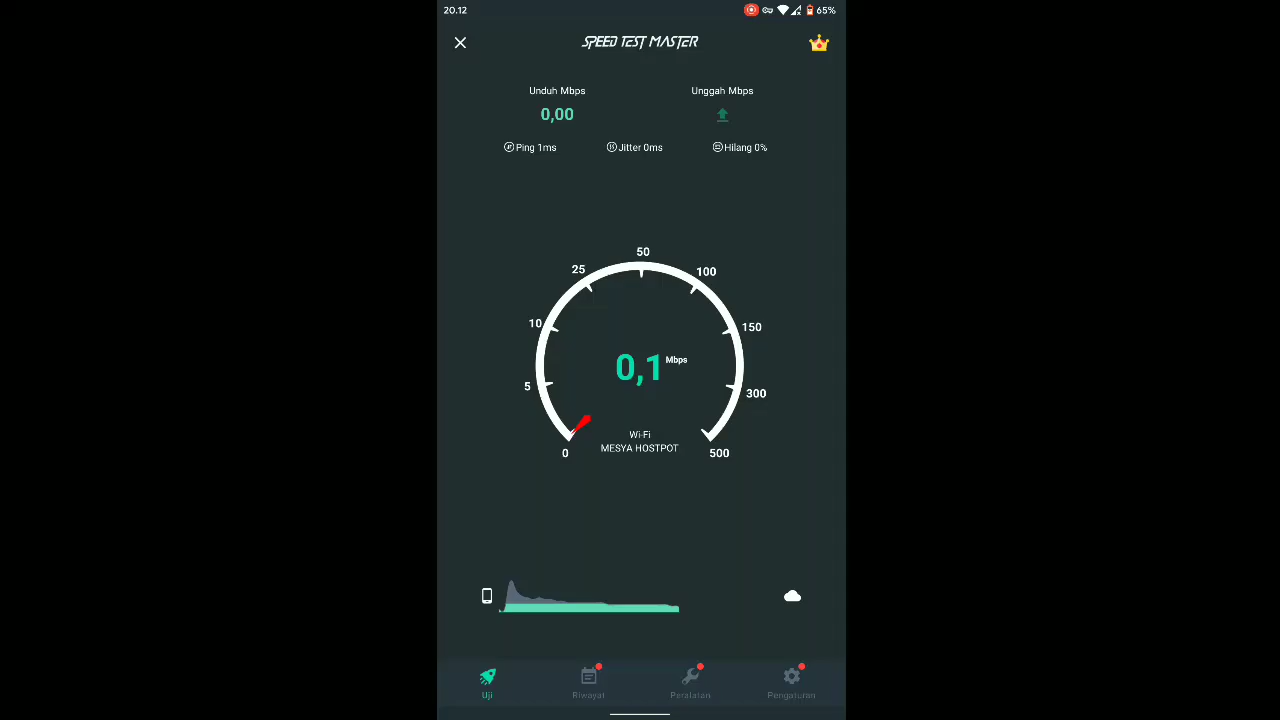 20.12
65%
SPEED TEST MASTER
Unduh Mbps
Unggah Mbps
0,00
Ping 1ms
Jitter 0ms
Hilang 0%
50
25
100
10
150
0,1 Mbps
5
300
Wi-Fi
MESYA HOSTPOT
0
500
Uji
Riwayat
Peralatan
Pengaturan